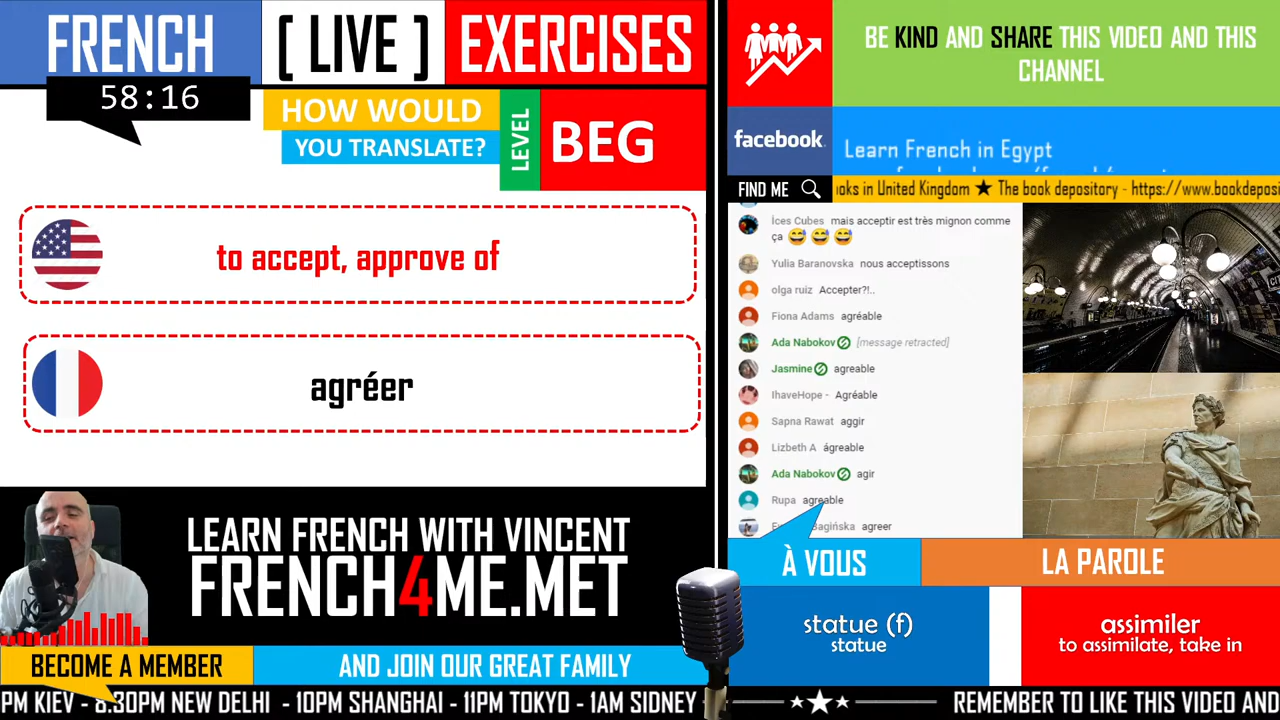 FRENCH
[ LIVE ]
EXERCISES
58:16
HOW WOULD
YOU TRANSLATE?
LEVEL
BEG
to accept, approve of
agréer
LEARN FRENCH WITH VINCENT
FRENCH4ME.MET
BECOME A MEMBER
AND JOIN OUR GREAT FAMILY
PM KIEV - 8:30PM NEW DELHI - 10PM SHANGHAI - 11PM TOKYO - 1AM SIDNEY
BE KIND AND SHARE THIS VIDEO AND THIS
CHANNEL
facebook.
Learn French in Egypt
FIND ME
ooks in United Kingdom ★ The book depository - https://www.bookdeposi
İces Cubes mais acceptir est très mignon comme
ça 😅 😅 😅
Yulia Baranovska nous acceptissons
olga ruiz Accepter?!..
Fiona Adams agréable
Ada Nabokov [message retracted]
Jasmine agreable
IhaveHope - Agréable
Sapna Rawat aggir
Lizbeth A ágreable
Ada Nabokov agir
Rupa agreable
Bagińska agreer
À VOUS
LA PAROLE
statue (f)
statue
assimiler
to assimilate, take in
REMEMBER TO LIKE THIS VIDEO AND